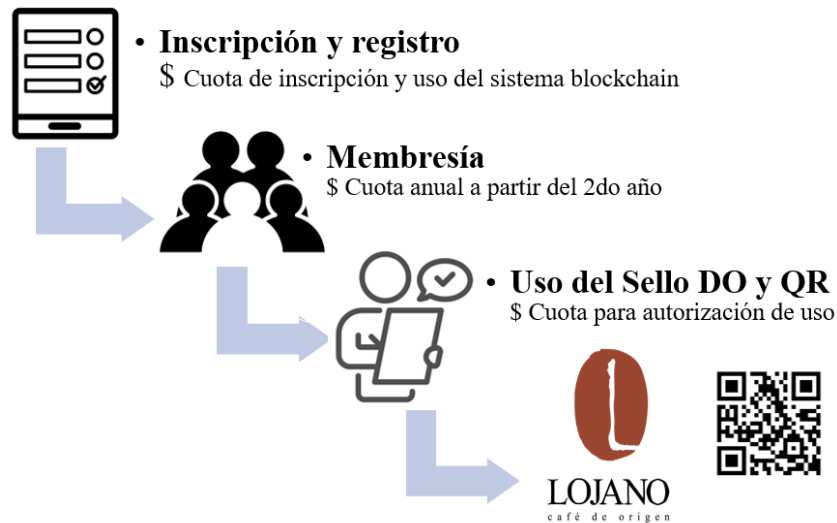 • Inscripción y registro
$ Cuota de inscripción y uso del sistema blockchain
• Membresía
$ Cuota anual a partir del 2do año
• Uso del Sello DO y QR
$ Cuota para autorización de uso
LOJANO
café de origen